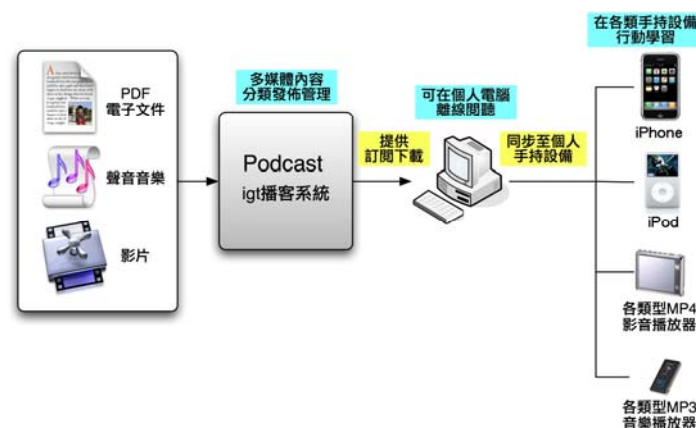 PDF
電子文件
聲音音樂
影片
多媒體內容
分類發佈管理
Podcast
igt播客系統
提供
訂閱下載
可在個人電腦
離線閱聽
同步至個人
手持設備
在各類手持設備
行動學習
iPhone
iPod
各類型MP4
影音播放器
各類型MP3
音樂播放器